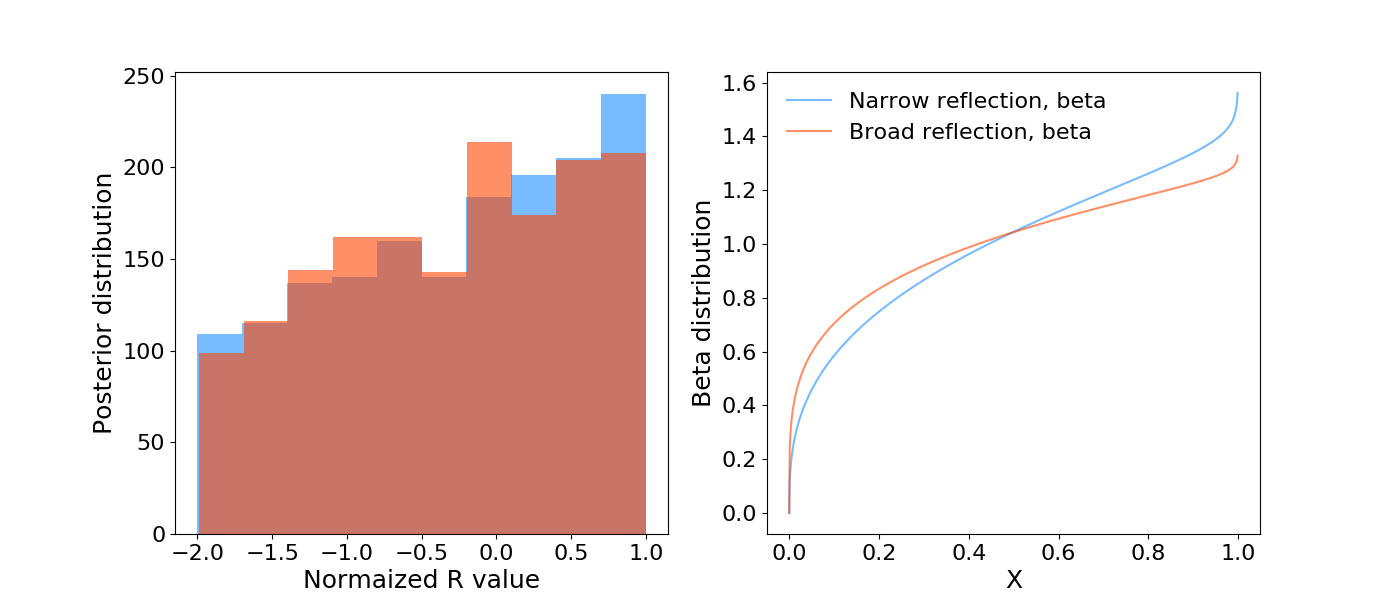 250
200
150
100
50
0
Posterior distribution
−2.0 −1.5 −1.0 −0.5 0.0 0.5 1.0
Normaized R value
1.6
1.4
1.2
1.0
0.8
0.6
0.4
0.2
0.0
Beta distribution
Narrow reflection, beta
Broad reflection, beta
0.0 0.2 0.4 0.6 0.8 1.0
X